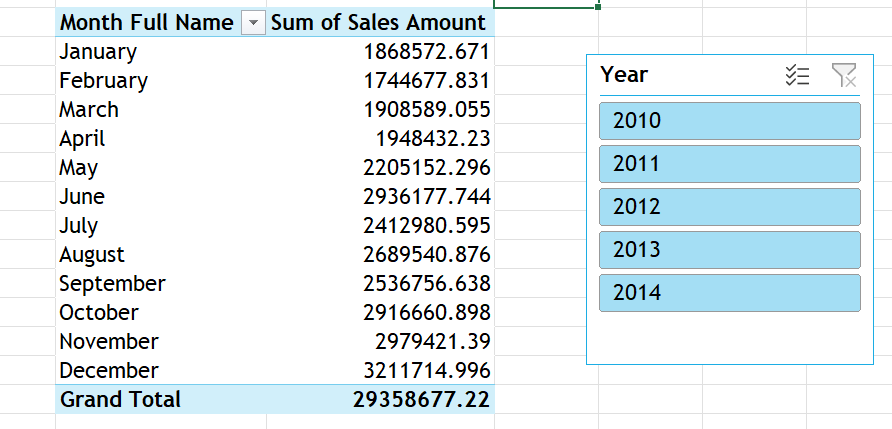 Month Full Name Sum of Sales Amount
January 1868572.671
February 1744677.831
March 1908589.055
April 1948432.23
May 2205152.296
June 2936177.744
July 2412980.595
August 2689540.876
September 2536756.638
October 2916660.898
November 2979421.39
December 3211714.996
Grand Total 29358677.22
Year
2010
2011
2012
2013
2014